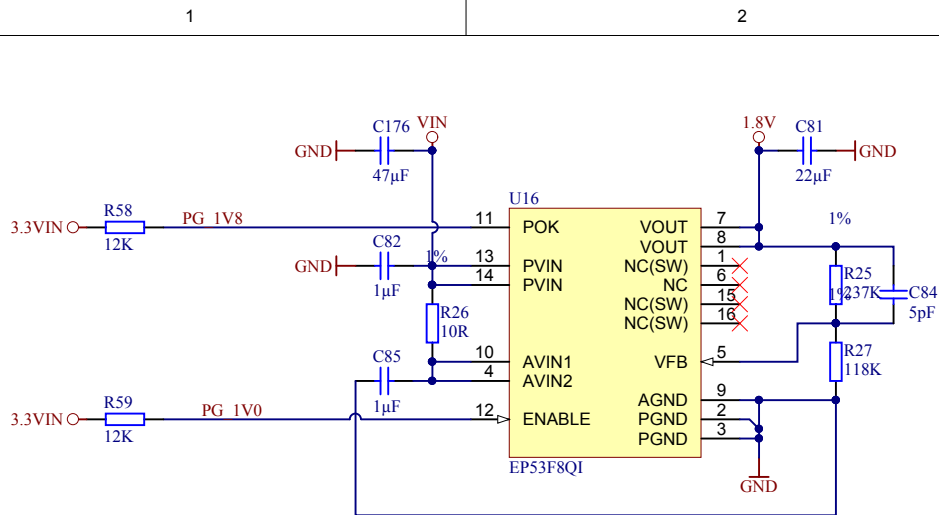 1
2
C176
VIN
GND
47µF
1.8V
C81
GND
22µF
U16
R58
3.3VIN
PG_1V8
12K
11
POK
VOUT
7
VOUT
8
1%
C82
GND
1%
1µF
13
PVIN
14
PVIN
NC(SW)
1
NC
6
NC(SW)
15
NC(SW)
16
R25
237K
1%
C84
5pF
R26
10R
10
AVIN1
4
AVIN2
VFB
5
R27
118K
C85
1µF
R59
3.3VIN
PG_1V0
12K
12
ENABLE
AGND
9
PGND
2
PGND
3
EP53F8QI
GND